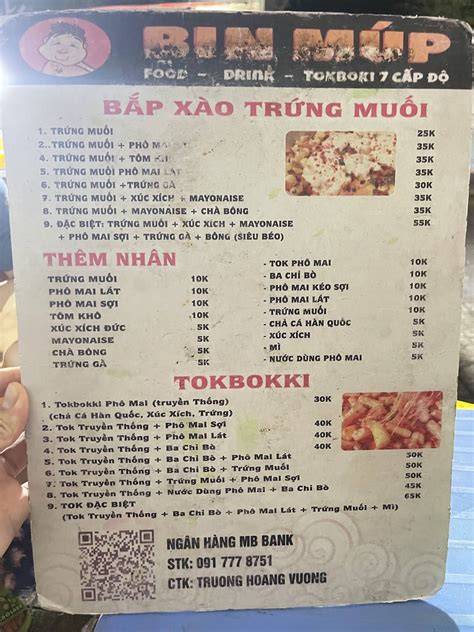 BIN MÚP
FOOD - DRINK - TOKBOKI 7 CẤP ĐỘ
BẮP XÀO TRỨNG MUỐI
1. TRỨNG MUỐI 25K
2..TRỨNG MUỐI + PHÔ MAI 35K
4. TRỨNG MUỐI + TÔM KHÔ 35K
5. TRỨNG MUỐI PHÔ MAI LÁT 35K
6. TRỨNG MUỐI +TRỨNG GÀ 30K
7. TRỨNG MUỐI + XÚC XÍCH + MAYONAISE 35K
8. TRỨNG MUỐI + MAYONAISE + CHÀ BÔNG 35K
9. ĐẶC BIỆT: TRỨNG MUỐI + XÚC XÍCH + MAYONAISE 55K
+ PHÔ MAI SỢI + TRỨNG GÀ + BÔNG (SIÊU BÉO)
THÊM NHÂN
TRỨNG MUỐI 10K
PHÔ MAI LÁT 10K
PHÔ MAI SỢI 10K
TÔM KHÔ 10K
XÚC XÍCH ĐỨC 5K
MAYONAISE 5K
CHÀ BÔNG 5K
TRỨNG GÀ 5K
- TOK PHÔ MAI 10K
- BA CHỈ BÒ 10K
- PHÔ MAI KÉO SỢI 10K
- PHÔ MAI LÁT 10K
- TRỨNG MUỐI 10K
- CHẢ CÁ HÀN QUỐC 5K
- XÚC XÍCH 5K
- MÌ 5K
- NƯỚC DÙNG PHÔ MAI 5K
TOKBOKKI
1. Tokbokki Phô Mai (truyền Thống) 30K
(chả Cá Hàn Quốc, Xúc Xích, Trứng)
2. Tok Truyền Thống + Phô Mai Sợi 40K
3. Tok Truyền Thống + Phô Mai Lát 40K
4. Tok Truyền Thống + Ba Chỉ Bò 40K
5. Tok Truyền Thống + Ba Chỉ Bò + Phô Mai Lát 50K
6. Tok Truyền Thống + Ba Chỉ Bò + Trứng Muối 50K
7. Tok Truyền Thống + Trứng Muối + Phô Mai Sợi 50K
8. Tok Truyền Thống + Nước Dùng Phô Mai + Ba Chỉ Bò 45K
9. TOK ĐẶC BIỆT 65K
(Tok Truyền Thống + Ba Chỉ Bò + Phô Mai Lát + Trứng Muối + Mì)
NGÂN HÀNG MB BANK
STK: 091 777 8751
CTK: TRUONG HOANG VUONG